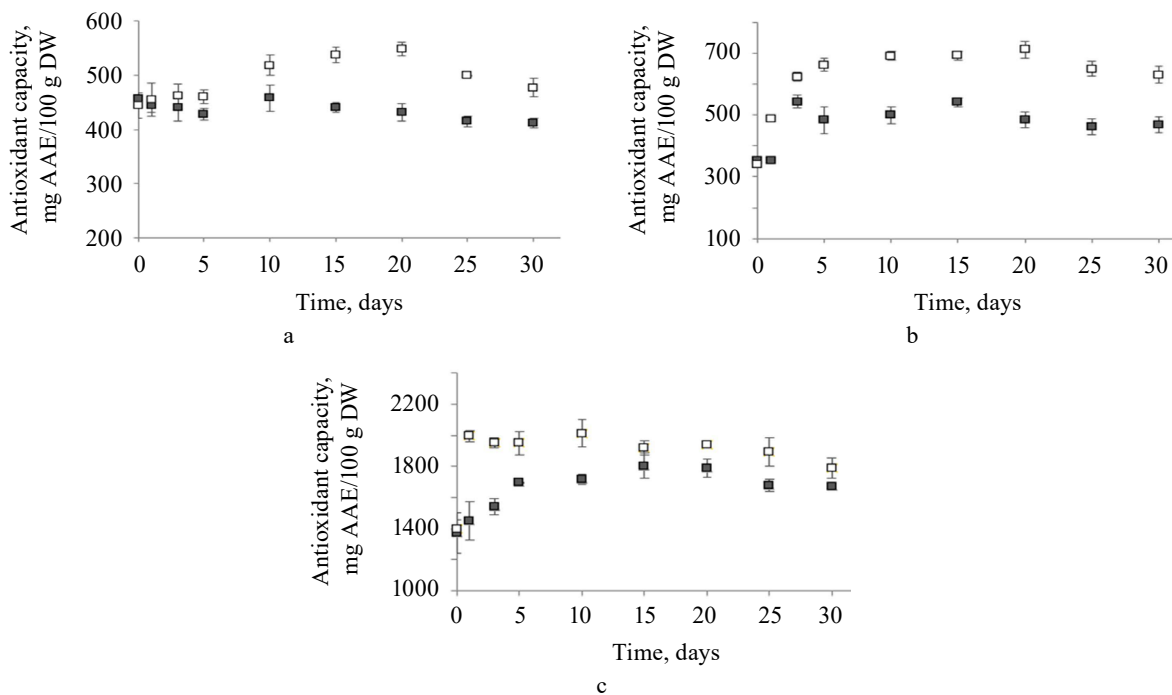 Antioxidant capacity,
mg AAE/100 g DW
600
500
400
300
200
0 5 10 15 20 25 30
Time, days
a
Antioxidant capacity,
mg AAE/100 g DW
700
500
300
100
0 5 10 15 20 25 30
Time, days
b
Antioxidant capacity,
mg AAE/100 g DW
2200
1800
1400
1000
0 5 10 15 20 25 30
Time, days
c